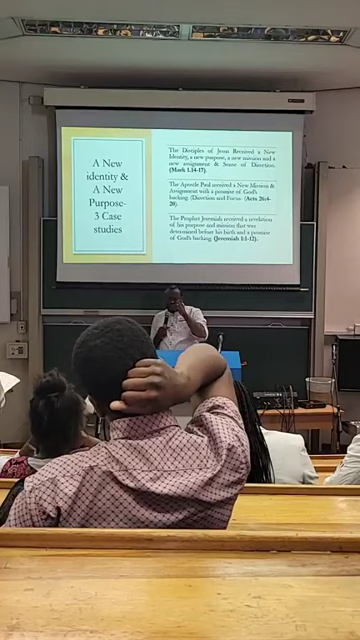 A New
identity &
A New
Purpose-
3 Case
studies
The Disciples of Jesus Received a New
Identity, a new purpose, a new mission and a
new assignment & Sense of Direction.
(Mark 1.14-17).
The Apostle Paul received a New Mission &
Assignment with a promise of God's
backing (Direction and Focus) (Acts 26:4-
20)
The Prophet Jeremiah received a revelation
of his purpose and mission that was
determined before his birth and a promise
of God's backing (Jeremiah 1:1-12).